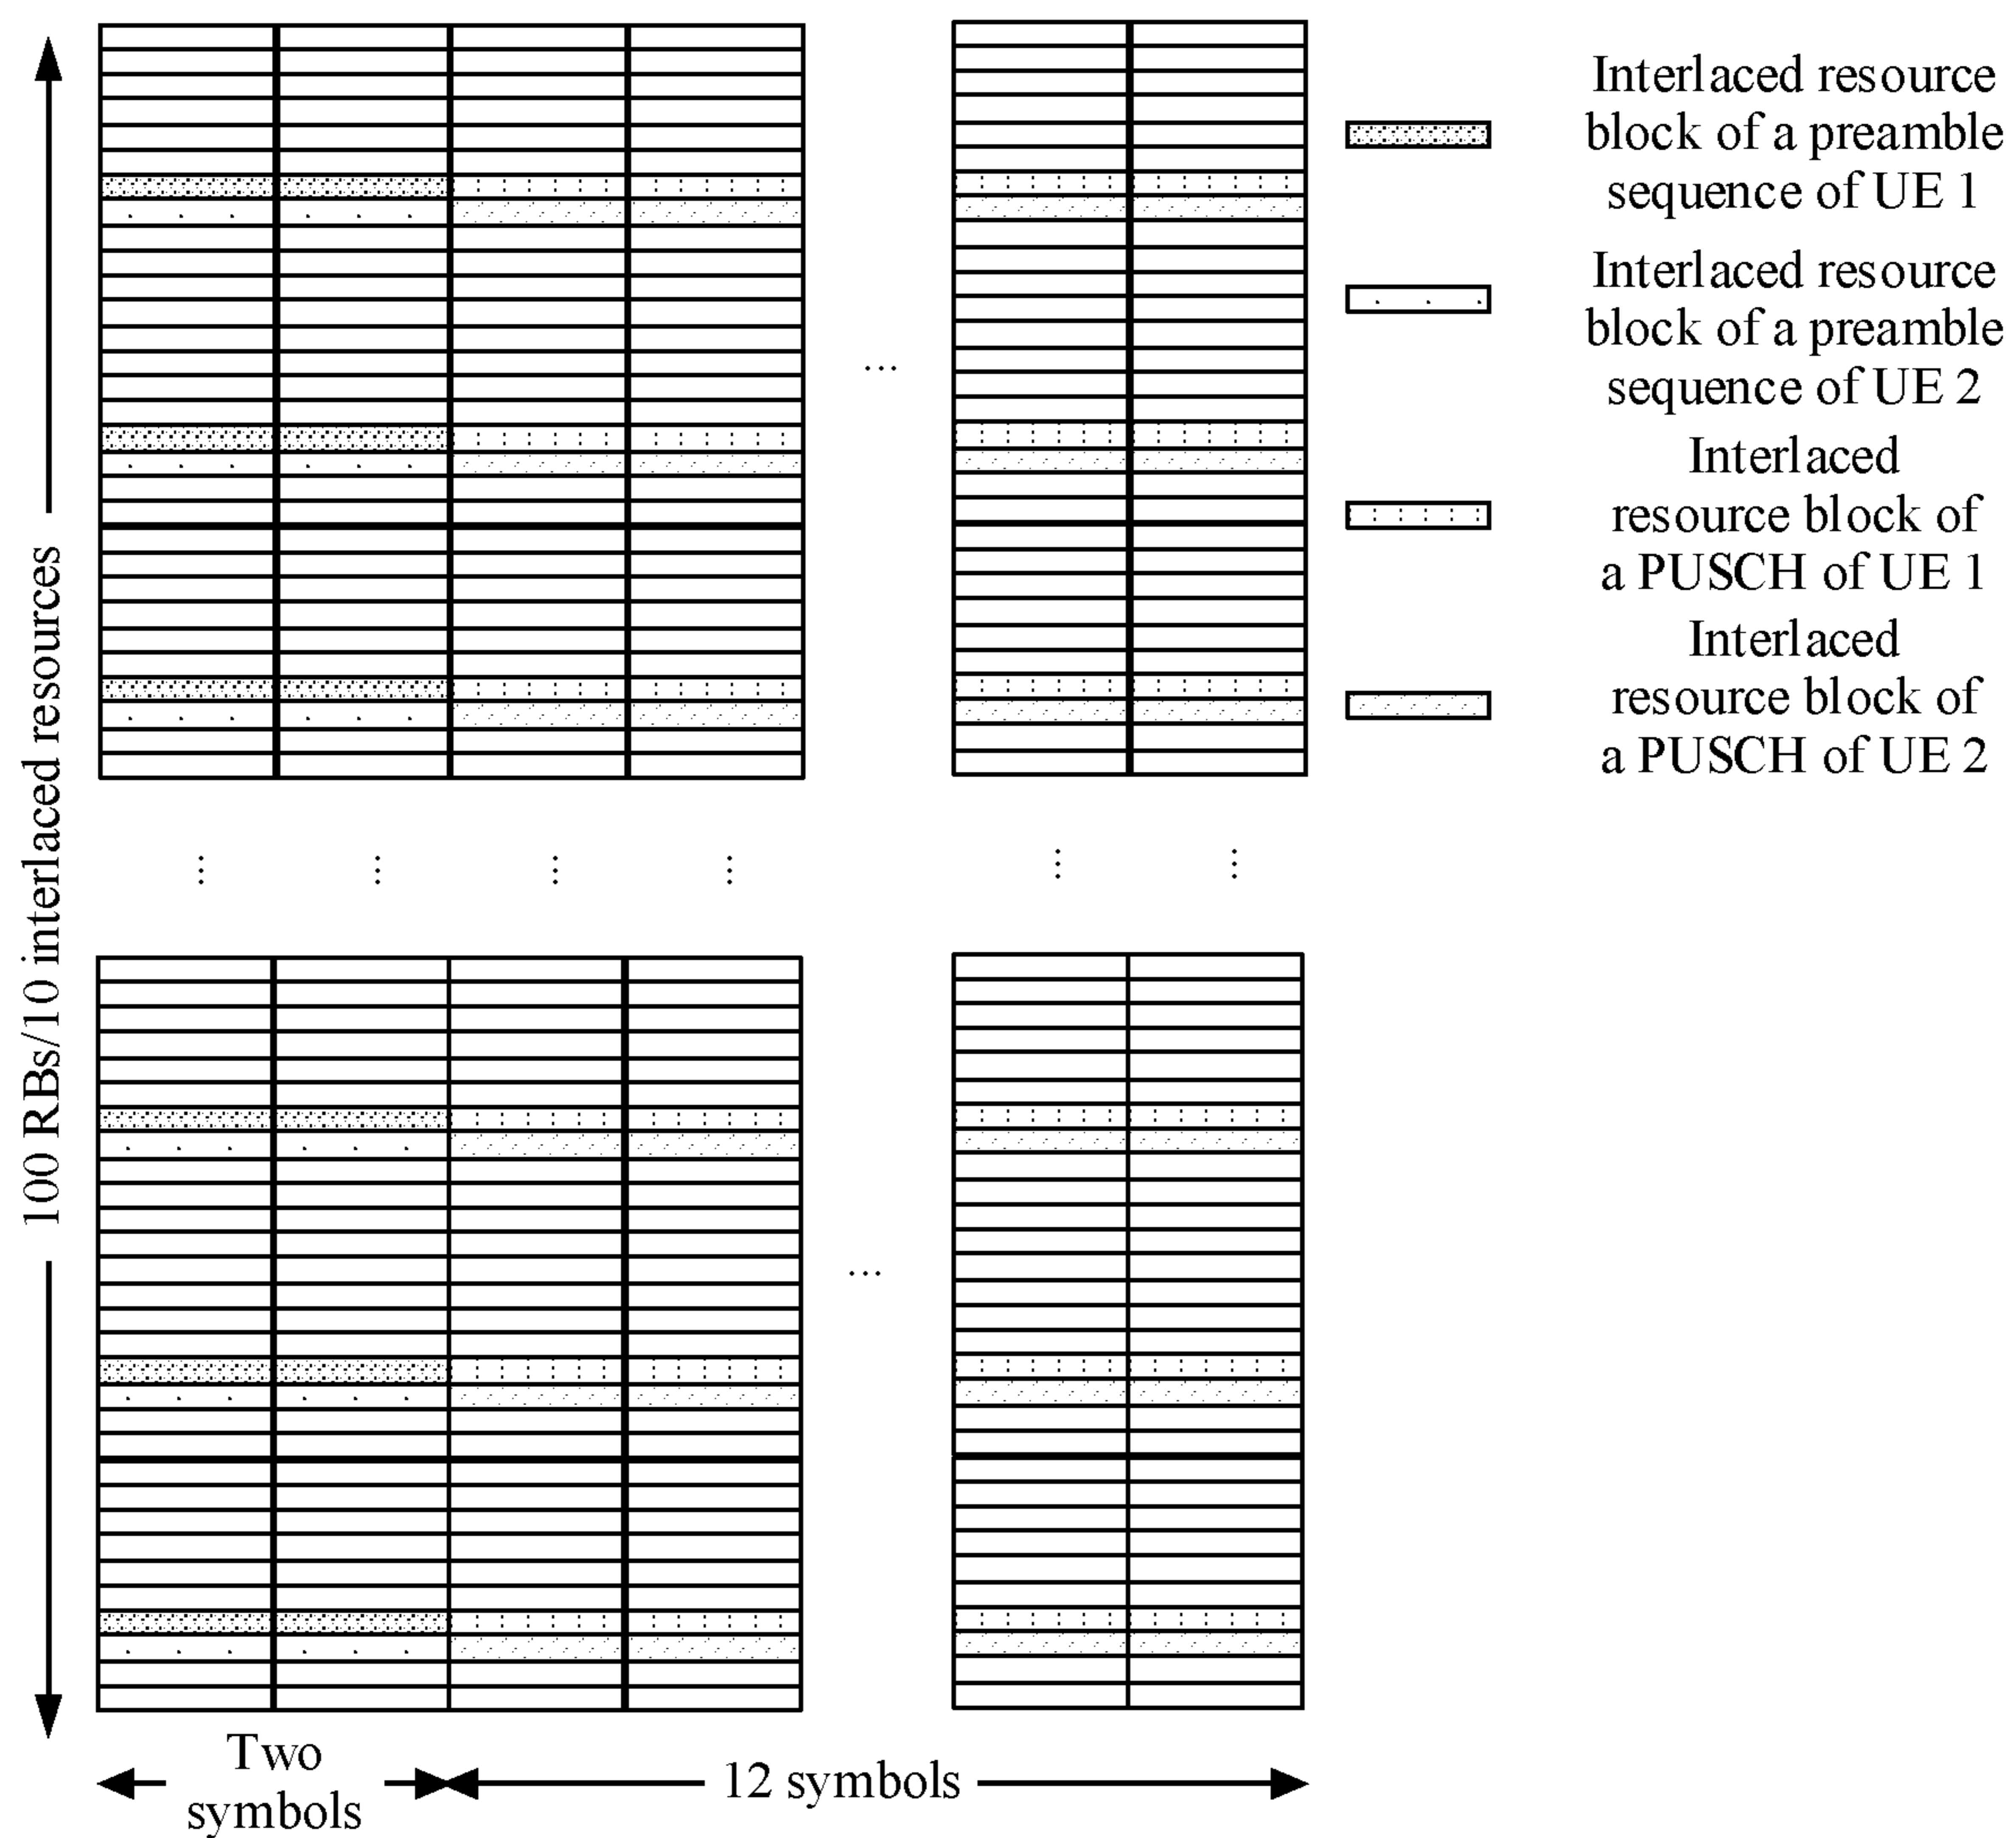 100 RBs/10 interlaced resources
Interlaced resource
block of a preamble
sequence of UE 1
Interlaced resource
block of a preamble
sequence of UE 2
Interlaced
resource block of
a PUSCH of UE 1
Interlaced
resource block of
a PUSCH of UE 2
...
...
Two
symbols
12 symbols